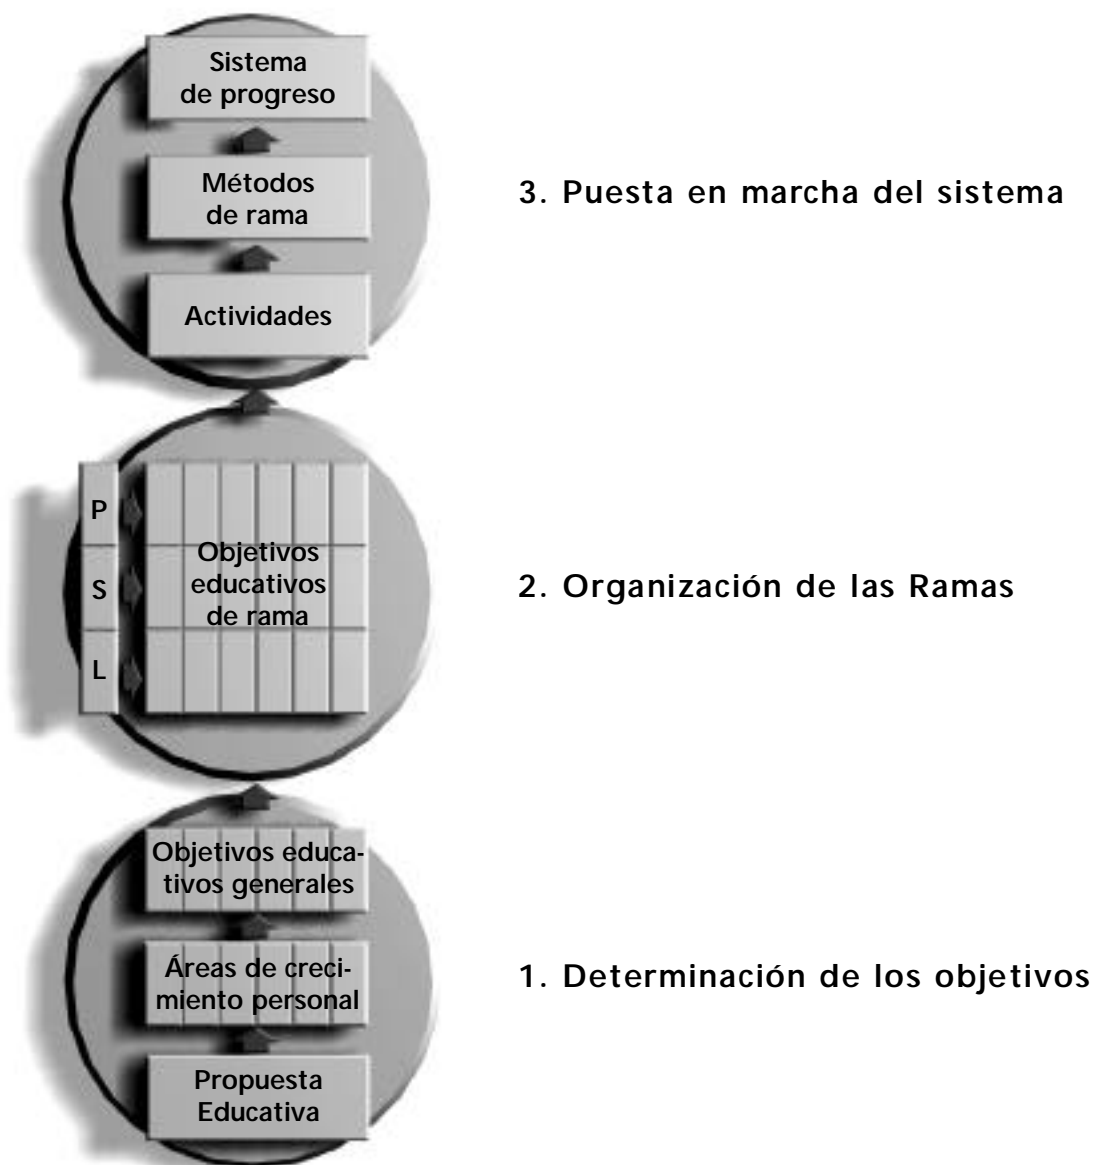 Sistema
de progreso
Métodos
de rama
Actividades
3. Puesta en marcha del sistema
P
S
L
Objetivos
educativos
de rama
2. Organización de las Ramas
Objetivos educa-
tivos generales
Áreas de creci-
miento personal
Propuesta
Educativa
1. Determinación de los objetivos